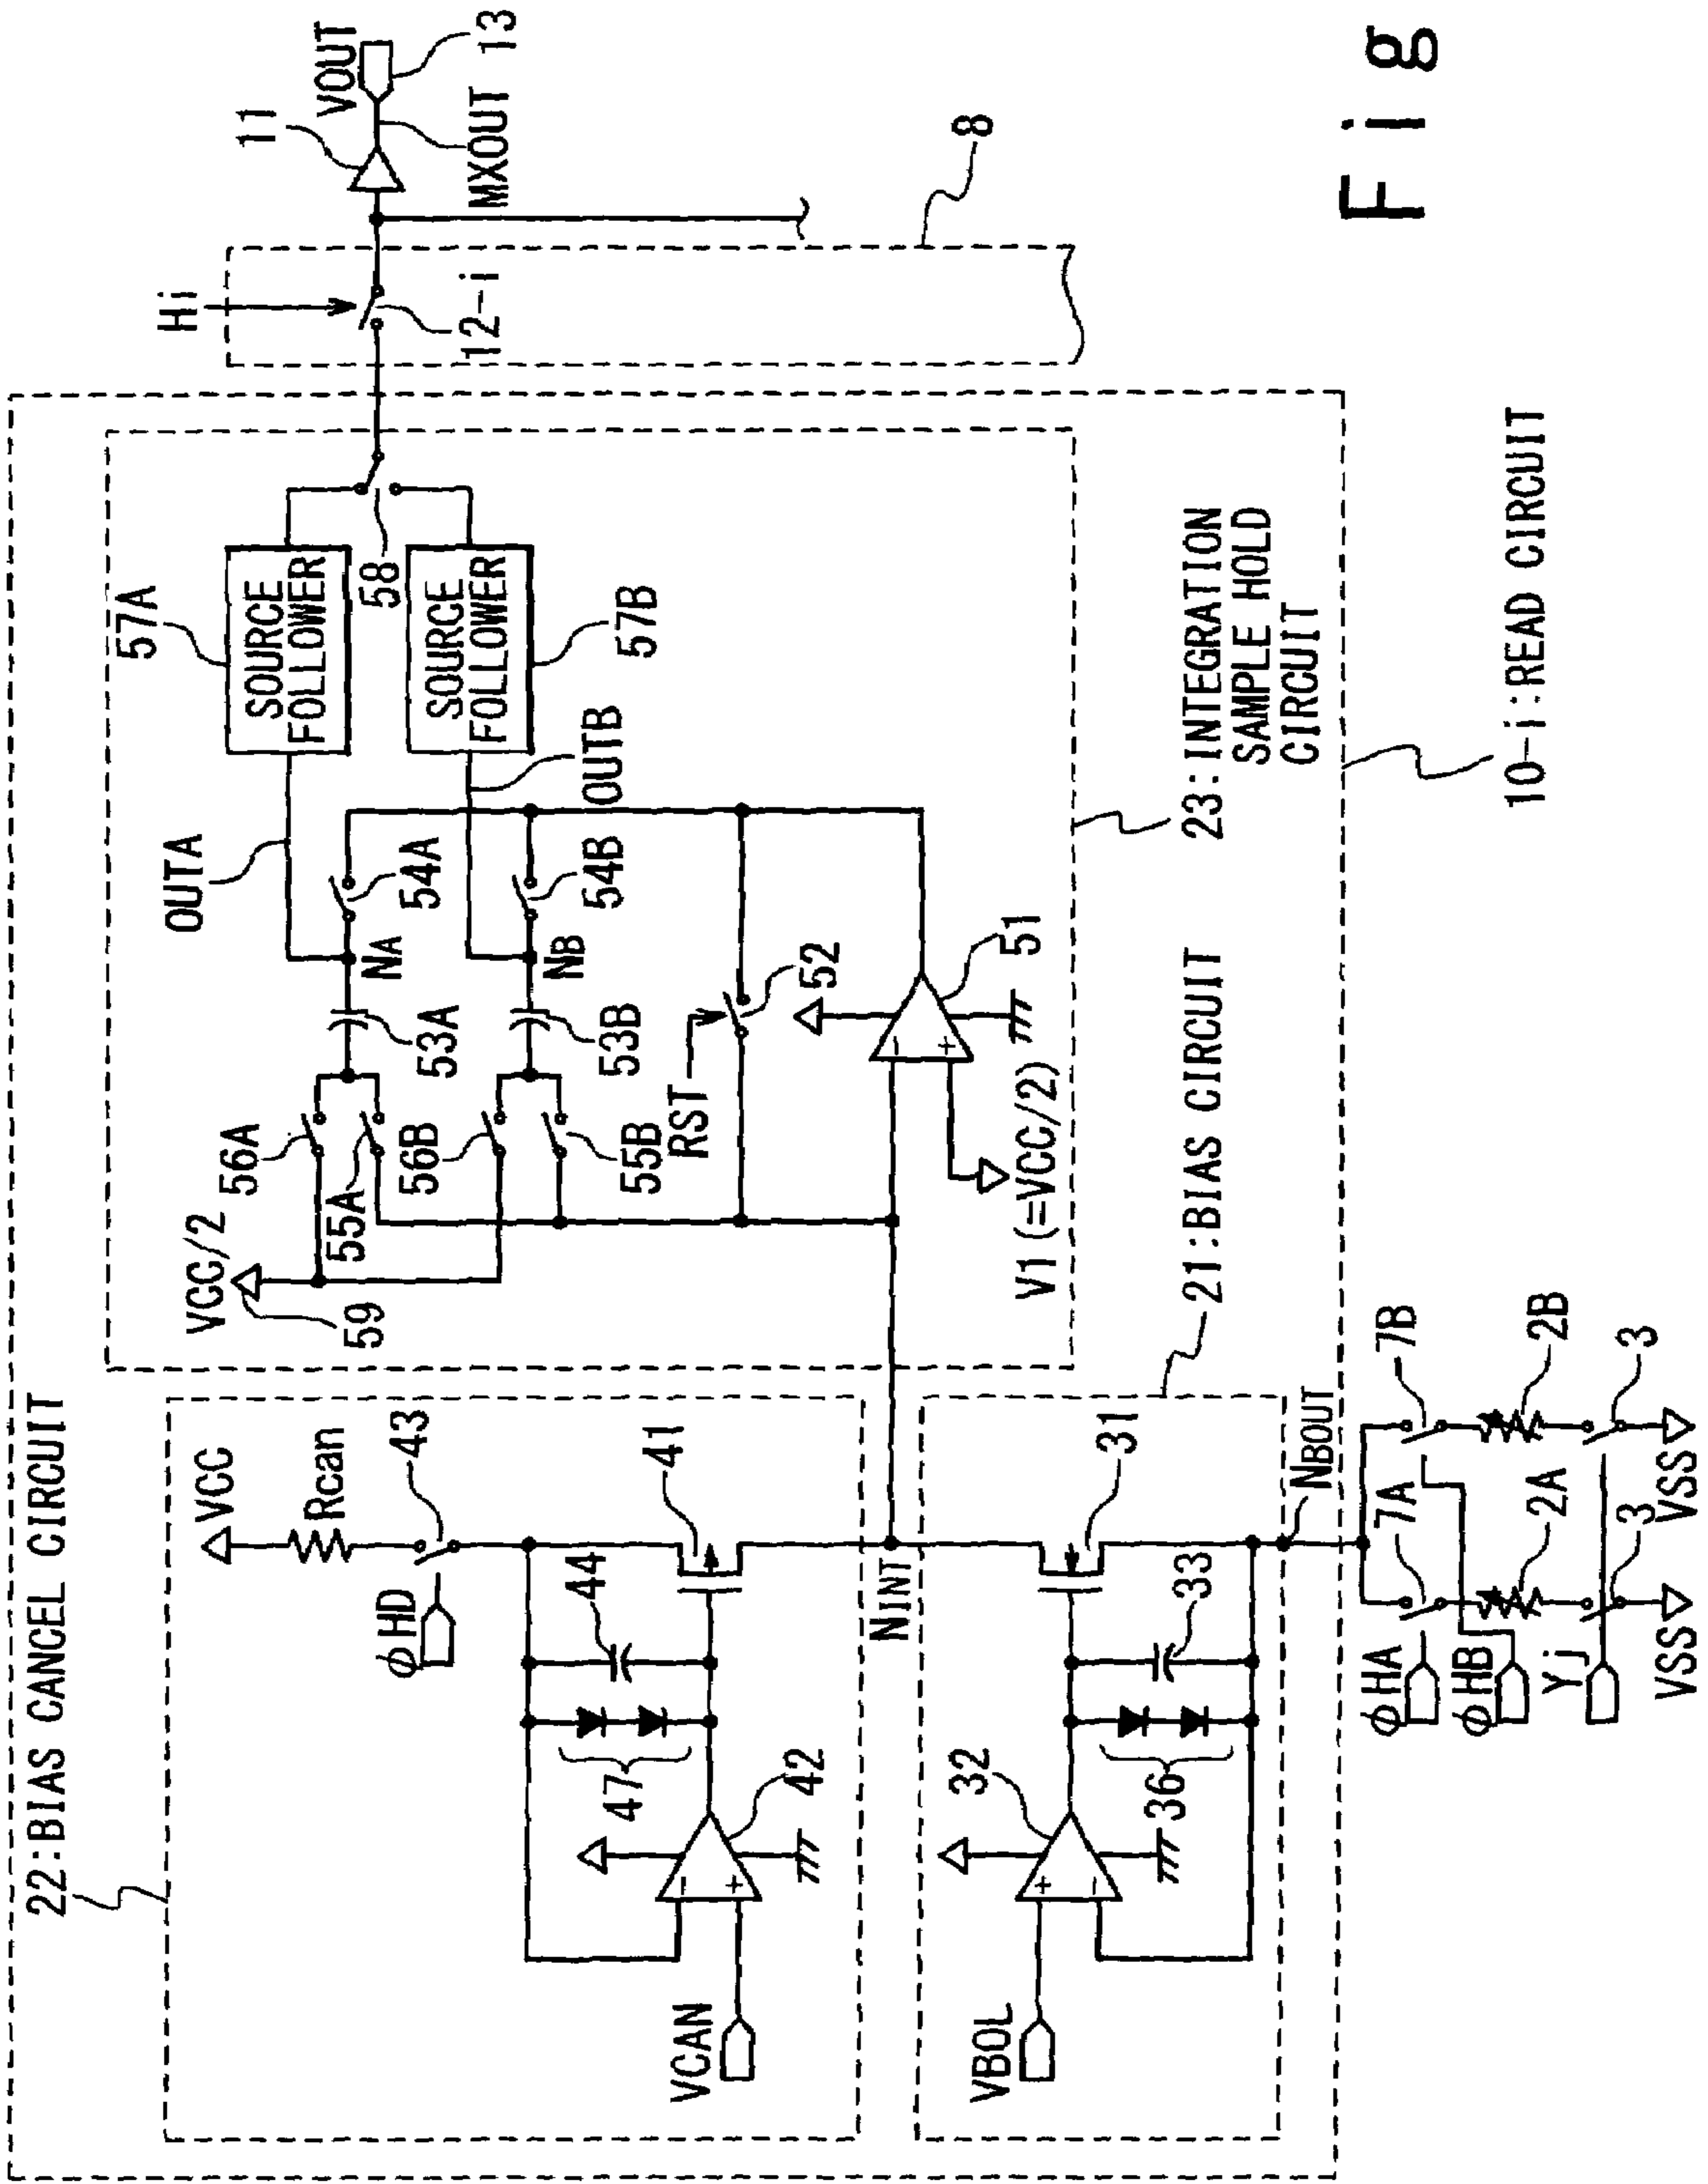 22:BIAS CANCEL CIRCUIT
VCC
Rcan
43
ϕHD
44
41
47
42
VCAN
NINT
VCC/2
59
56A
55A
56B
55B
53A
53B
RST
52
51
V1(=VCC/2)
NA
NB
54A
54B
OUTA
OUTB
57A
SOURCE
FOLLOWER
SOURCE
FOLLOWER
57B
58
23:INTEGRATION
SAMPLE HOLD
CIRCUIT
Hi
12-i
8
11
MXOUT
VOUT
13
21:BIAS CIRCUIT
31
32
33
36
VBOL
NBOUT
10-i:READ CIRCUIT
7A
7B
2A
2B
3
3
ϕHA
ϕHB
Yj
VSS
VSS
Fig